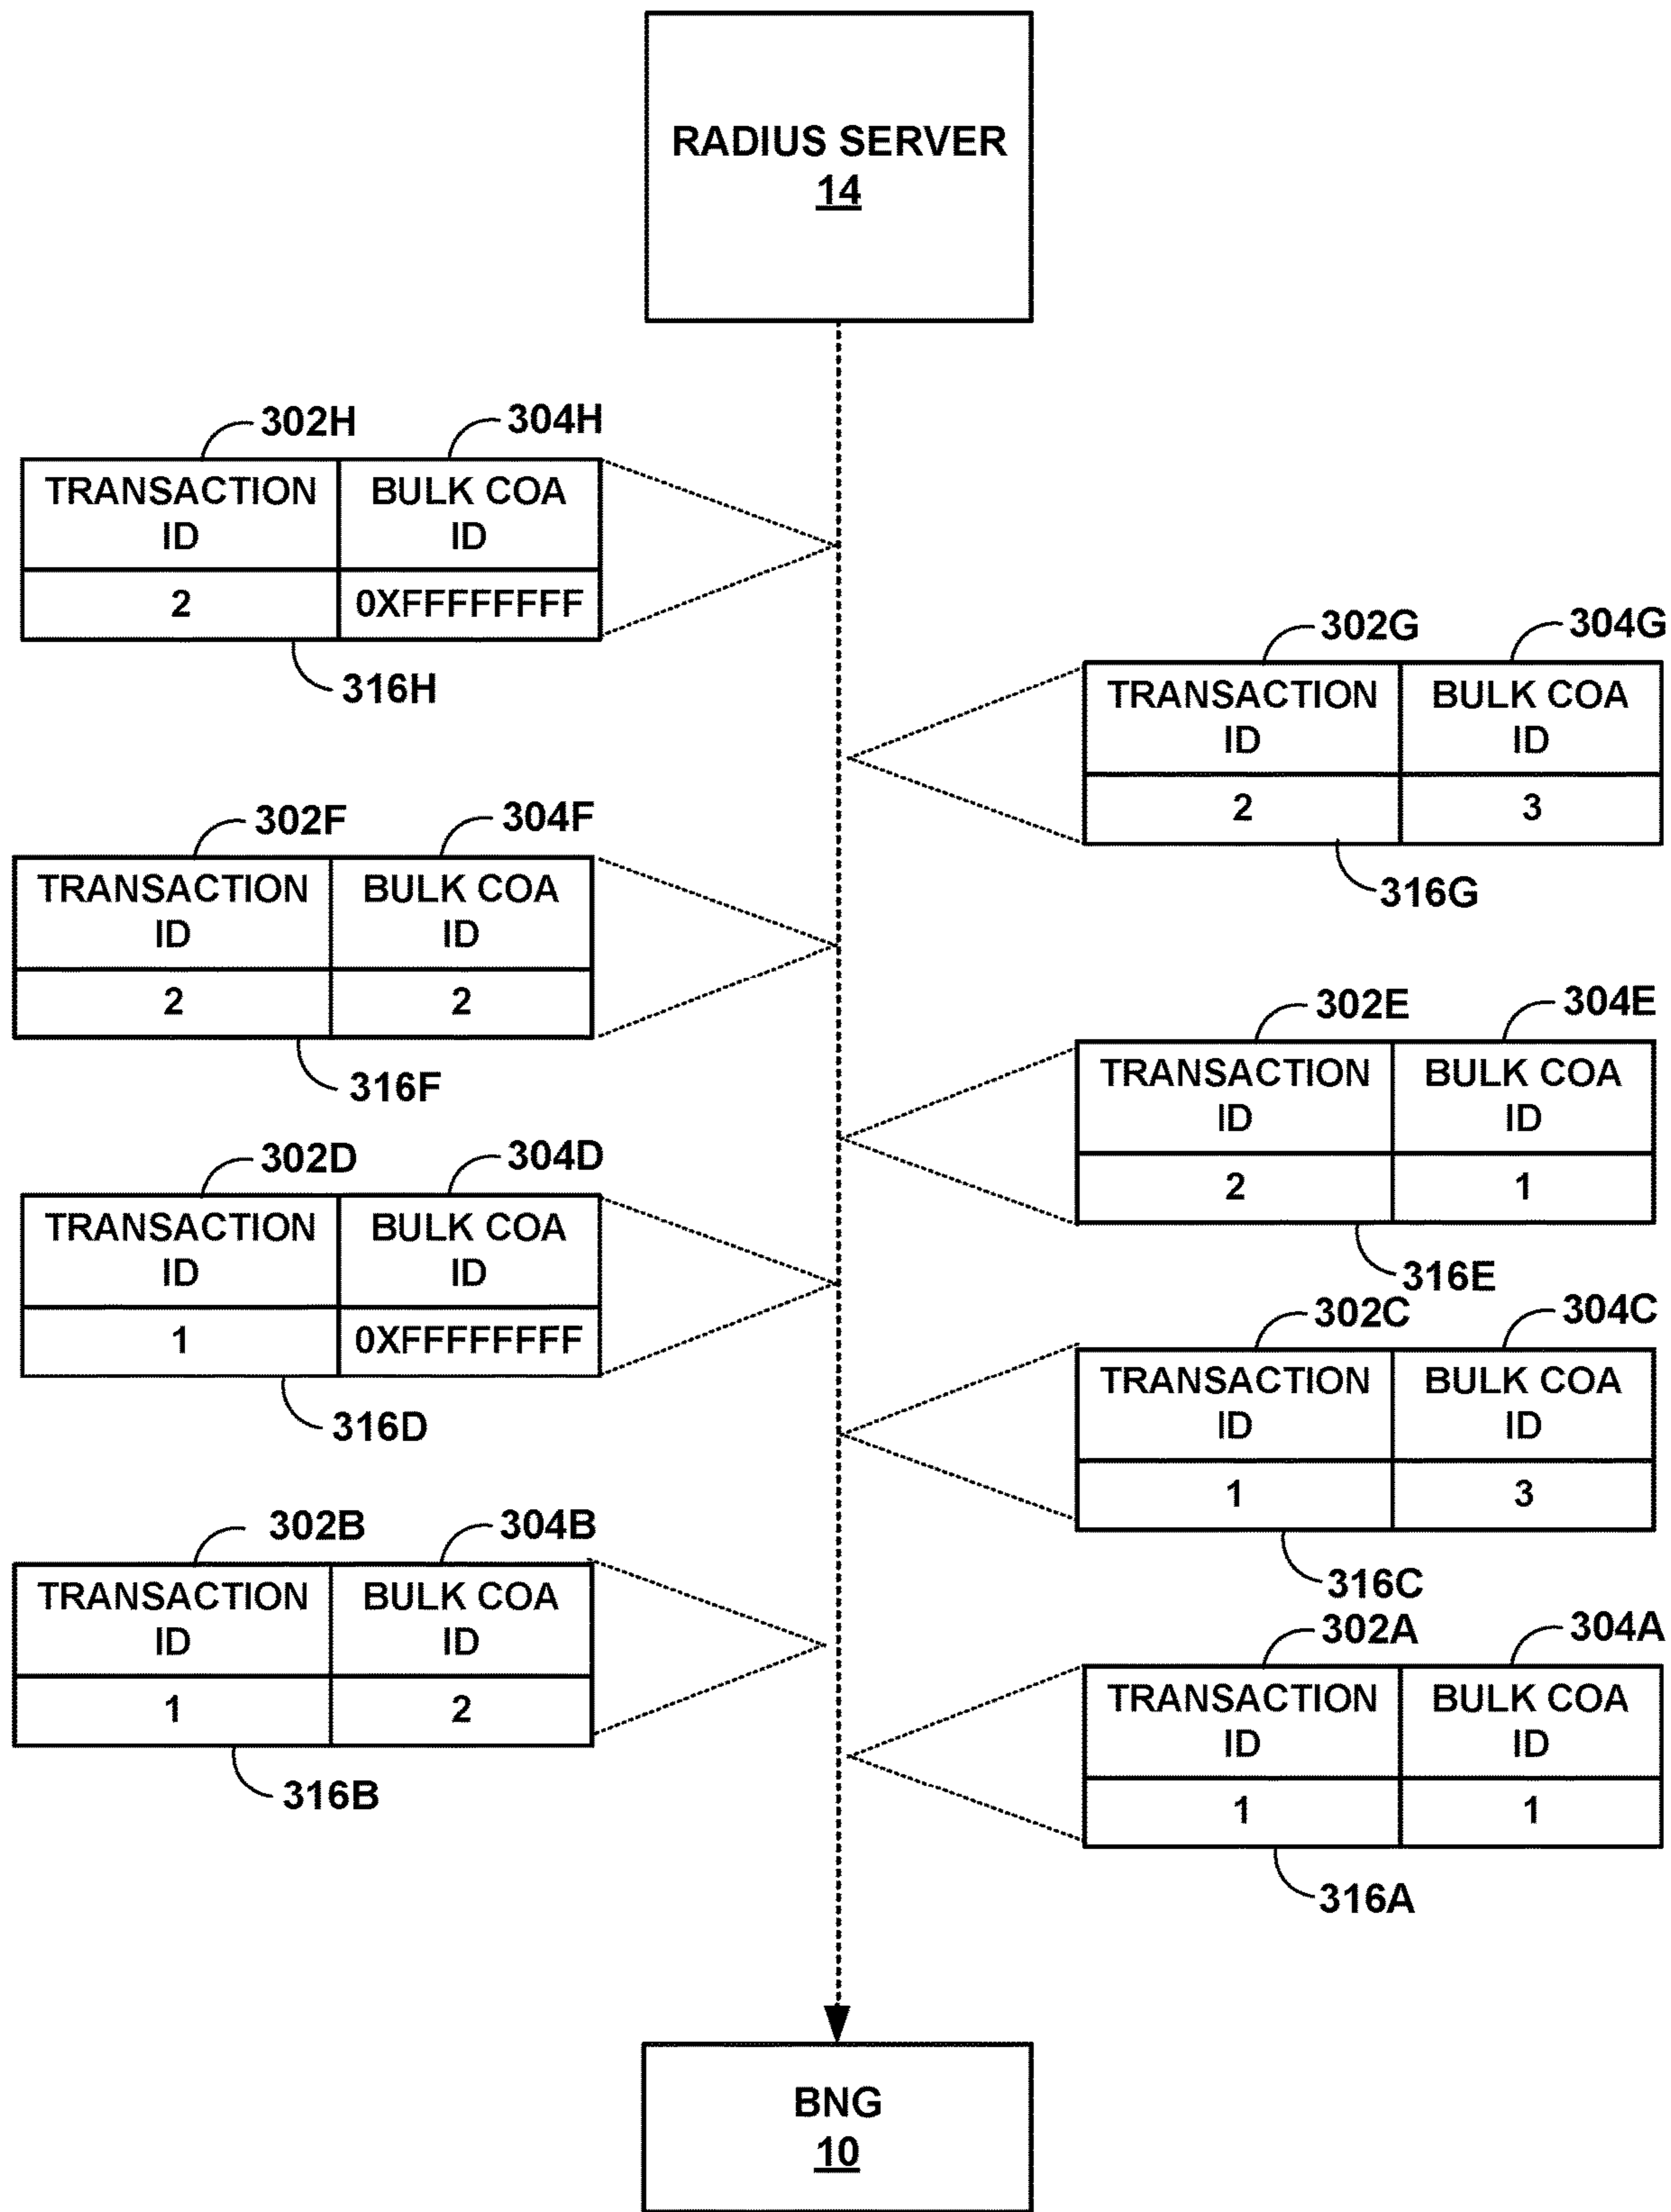 RADIUS SERVER
14
302H 304H
TRANSACTION ID BULK COA ID
2 0XFFFFFFFF
316H
302G 304G
TRANSACTION ID BULK COA ID
2 3
316G
302F 304F
TRANSACTION ID BULK COA ID
2 2
316F
302E 304E
TRANSACTION ID BULK COA ID
2 1
316E
302D 304D
TRANSACTION ID BULK COA ID
1 0XFFFFFFFF
316D
302C 304C
TRANSACTION ID BULK COA ID
1 3
316C
302B 304B
TRANSACTION ID BULK COA ID
1 2
316B
302A 304A
TRANSACTION ID BULK COA ID
1 1
316A
BNG
10